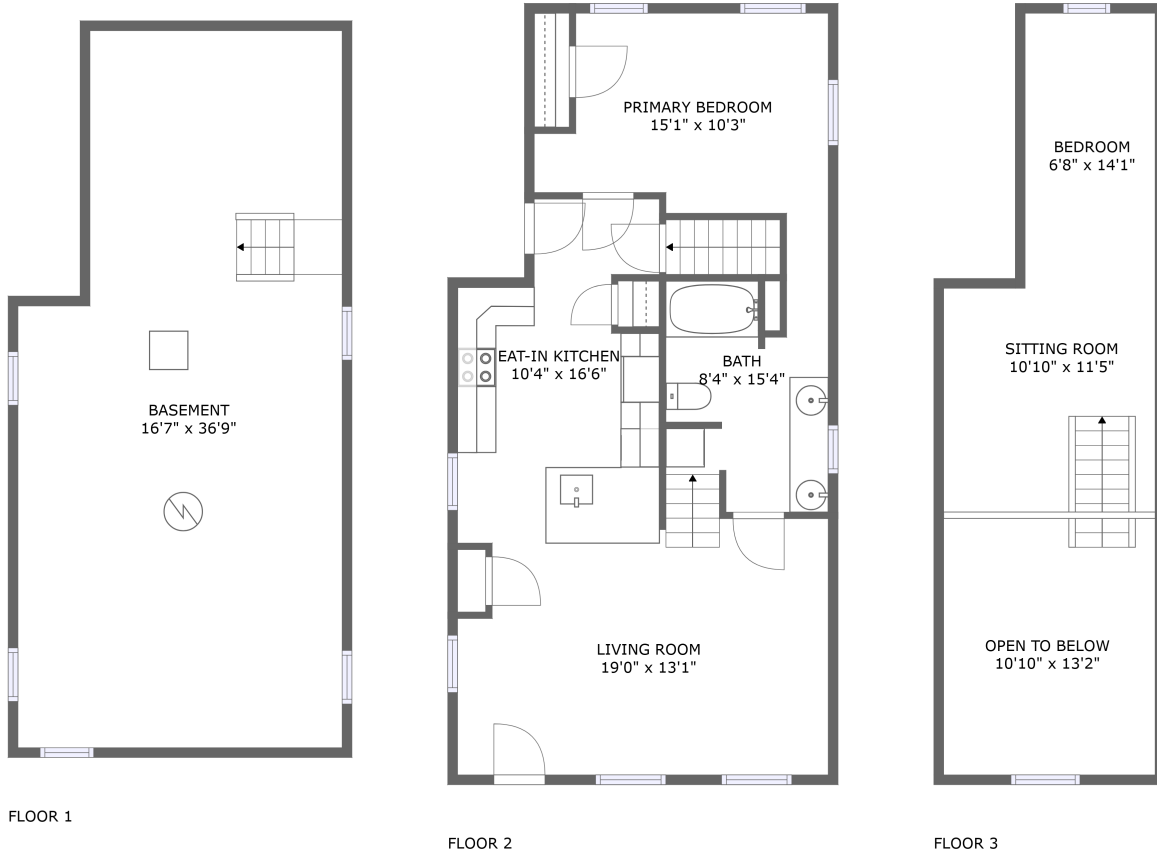 BASEMENT
16'7" x 36'9"
FLOOR 1
PRIMARY BEDROOM
15'1" x 10'3"
EAT-IN KITCHEN
10'4" x 16'6"
BATH
8'4" x 15'4"
LIVING ROOM
19'0" x 13'1"
FLOOR 2
BEDROOM
6'8" x 14'1"
SITTING ROOM
10'10" x 11'5"
OPEN TO BELOW
10'10" x 13'2"
FLOOR 3